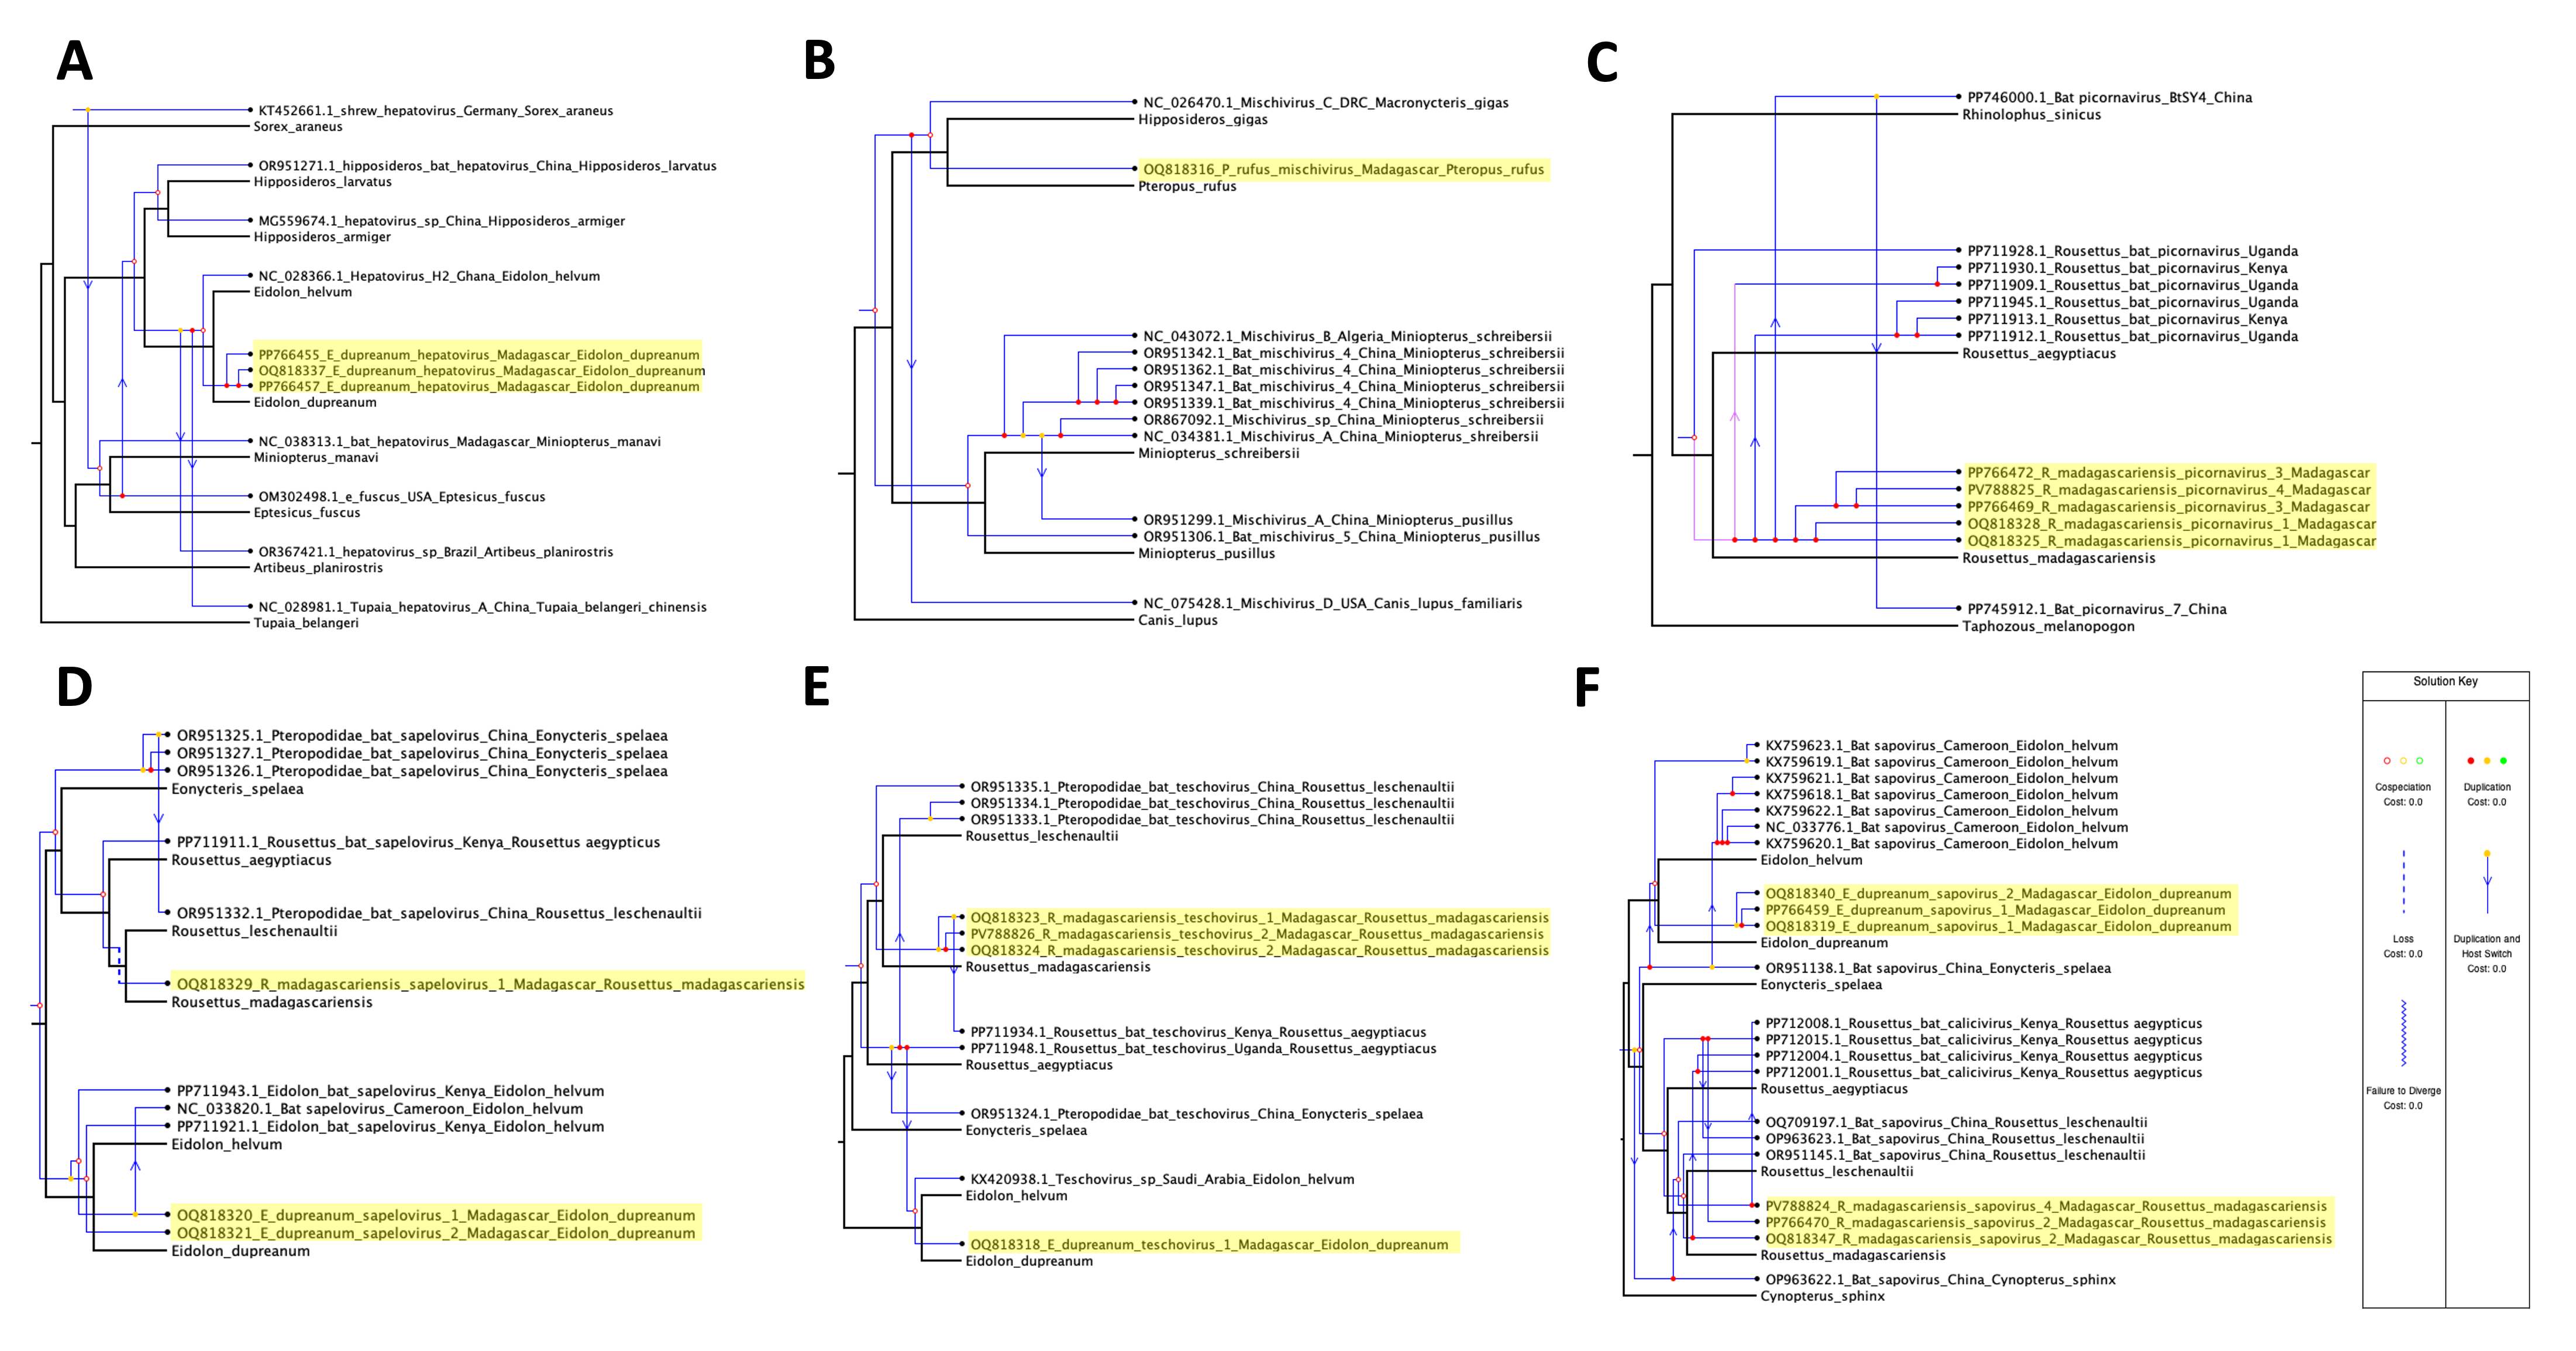 A
KT452661.1_shrew_hepatovirus_Germany_Sorex_araneus
Sorex_araneus
OR951271.1_hipposideros_bat_hepatovirus_China_Hipposideros_larvatus
Hipposideros_larvatus
MG559674.1_hepatovirus_sp_China_Hipposideros_armiger
Hipposideros_armiger
NC_028366.1_Hepatovirus_H2_Ghana_Eidolon_helvum
Eidolon_helvum
PP766455_E_dupreanum_hepatovirus_Madagascar_Eidolon_dupreanum
OQ818337_E_dupreanum_hepatovirus_Madagascar_Eidolon_dupreanum
PP766457_E_dupreanum_hepatovirus_Madagascar_Eidolon_dupreanum
Eidolon_dupreanum
NC_038313.1_bat_hepatovirus_Madagascar_Miniopterus_manavi
Miniopterus_manavi
OM302498.1_e_fuscus_USA_Eptesicus_fuscus
Eptesicus_fuscus
OR367421.1_hepatovirus_sp_Brazil_Artibeus_planirostris
Artibeus_planirostris
NC_028981.1_Tupaia_hepatovirus_A_China_Tupaia_belangeri_chinensis
Tupaia_belangeri
B
NC_026470.1_Mischivirus_C_DRC_Macronycteris_gigas
Hipposideros_gigas
OQ818316_P_rufus_mischivirus_Madagascar_Pteropus_rufus
Pteropus_rufus
NC_043072.1_Mischivirus_B_Algeria_Miniopterus_schreibersii
OR951342.1_Bat_mischivirus_4_China_Miniopterus_schreibersii
OR951362.1_Bat_mischivirus_4_China_Miniopterus_schreibersii
OR951347.1_Bat_mischivirus_4_China_Miniopterus_schreibersii
OR951339.1_Bat_mischivirus_4_China_Miniopterus_schreibersii
OR867092.1_Mischivirus_sp_China_Miniopterus_schreibersii
NC_034381.1_Mischivirus_A_China_Miniopterus_shreibersii
Miniopterus_schreibersii
OR951299.1_Mischivirus_A_China_Miniopterus_pusillus
OR951306.1_Bat_mischivirus_5_China_Miniopterus_pusillus
Miniopterus_pusillus
NC_075428.1_Mischivirus_D_USA_Canis_lupus_familiaris
Canis_lupus
C
PP746000.1_Bat picornavirus_BtSY4_China
Rhinolophus_sinicus
PP711928.1_Rousettus_bat_picornavirus_Uganda
PP711930.1_Rousettus_bat_picornavirus_Kenya
PP711909.1_Rousettus_bat_picornavirus_Uganda
PP711945.1_Rousettus_bat_picornavirus_Uganda
PP711913.1_Rousettus_bat_picornavirus_Kenya
PP711912.1_Rousettus_bat_picornavirus_Uganda
Rousettus_aegyptiacus
PP766472_R_madagascariensis_picornavirus_3_Madagascar
PV788825_R_madagascariensis_picornavirus_4_Madagascar
PP766469_R_madagascariensis_picornavirus_3_Madagascar
OQ818328_R_madagascariensis_picornavirus_1_Madagascar
OQ818325_R_madagascariensis_picornavirus_1_Madagascar
Rousettus_madagascariensis
PP745912.1_Bat_picornavirus_7_China
Taphozous_melanopogon
D
OR951325.1_Pteropodidae_bat_sapelovirus_China_Eonycteris_spelaea
OR951327.1_Pteropodidae_bat_sapelovirus_China_Eonycteris_spelaea
OR951326.1_Pteropodidae_bat_sapelovirus_China_Eonycteris_spelaea
Eonycteris_spelaea
PP711911.1_Rousettus_bat_sapelovirus_Kenya_Rousettus aegypticus
Rousettus_aegyptiacus
OR951332.1_Pteropodidae_bat_sapelovirus_China_Rousettus_leschenaultii
Rousettus_leschenaultii
OQ818329_R_madagascariensis_sapelovirus_1_Madagascar_Rousettus_madagascariensis
Rousettus_madagascariensis
PP711943.1_Eidolon_bat_sapelovirus_Kenya_Eidolon_helvum
NC_033820.1_Bat sapelovirus_Cameroon_Eidolon_helvum
PP711921.1_Eidolon_bat_sapelovirus_Kenya_Eidolon_helvum
Eidolon_helvum
OQ818320_E_dupreanum_sapelovirus_1_Madagascar_Eidolon_dupreanum
OQ818321_E_dupreanum_sapelovirus_2_Madagascar_Eidolon_dupreanum
Eidolon_dupreanum
E
OR951335.1_Pteropodidae_bat_teschovirus_China_Rousettus_leschenaultii
OR951334.1_Pteropodidae_bat_teschovirus_China_Rousettus_leschenaultii
OR951333.1_Pteropodidae_bat_teschovirus_China_Rousettus_leschenaultii
Rousettus_leschenaultii
OQ818323_R_madagascariensis_teschovirus_1_Madagascar_Rousettus_madagascariensis
PV788826_R_madagascariensis_teschovirus_2_Madagascar_Rousettus_madagascariensis
OQ818324_R_madagascariensis_teschovirus_2_Madagascar_Rousettus_madagascariensis
Rousettus_madagascariensis
PP711934.1_Rousettus_bat_teschovirus_Kenya_Rousettus_aegyptiacus
PP711948.1_Rousettus_bat_teschovirus_Uganda_Rousettus_aegyptiacus
Rousettus_aegyptiacus
OR951324.1_Pteropodidae_bat_teschovirus_China_Eonycteris_spelaea
Eonycteris_spelaea
KX420938.1_Teschovirus_sp_Saudi_Arabia_Eidolon_helvum
Eidolon_helvum
OQ818318_E_dupreanum_teschovirus_1_Madagascar_Eidolon_dupreanum
Eidolon_dupreanum
F
KX759623.1_Bat sapovirus_Cameroon_Eidolon_helvum
KX759619.1_Bat sapovirus_Cameroon_Eidolon_helvum
KX759621.1_Bat sapovirus_Cameroon_Eidolon_helvum
KX759618.1_Bat sapovirus_Cameroon_Eidolon_helvum
KX759622.1_Bat sapovirus_Cameroon_Eidolon_helvum
NC_033776.1_Bat sapovirus_Cameroon_Eidolon_helvum
KX759620.1_Bat sapovirus_Cameroon_Eidolon_helvum
Eidolon_helvum
OQ818340_E_dupreanum_sapovirus_2_Madagascar_Eidolon_dupreanum
PP766459_E_dupreanum_sapovirus_1_Madagascar_Eidolon_dupreanum
OQ818319_E_dupreanum_sapovirus_1_Madagascar_Eidolon_dupreanum
Eidolon_dupreanum
OR951138.1_Bat sapovirus_China_Eonycteris_spelaea
Eonycteris_spelaea
PP712008.1_Rousettus_bat_calicivirus_Kenya_Rousettus aegypticus
PP712015.1_Rousettus_bat_calicivirus_Kenya_Rousettus aegypticus
PP712004.1_Rousettus_bat_calicivirus_Kenya_Rousettus aegypticus
PP712001.1_Rousettus_bat_calicivirus_Kenya_Rousettus aegypticus
Rousettus_aegyptiacus
OQ709197.1_Bat_sapovirus_China_Rousettus_leschenaultii
OP963623.1_Bat_sapovirus_China_Rousettus_leschenaultii
OR951145.1_Bat_sapovirus_China_Rousettus_leschenaultii
Rousettus_leschenaultii
PV788824_R_madagascariensis_sapovirus_4_Madagascar_Rousettus_madagascariensis
PP766470_R_madagascariensis_sapovirus_2_Madagascar_Rousettus_madagascariensis
OQ818347_R_madagascariensis_sapovirus_2_Madagascar_Rousettus_madagascariensis
Rousettus_madagascariensis
OP963622.1_Bat_sapovirus_China_Cynopterus_sphinx
Cynopterus_sphinx
Solution Key
Cospeciation
Cost: 0.0
Duplication
Cost: 0.0
Loss
Cost: 0.0
Duplication and
Host Switch
Cost: 0.0
Failure to Diverge
Cost: 0.0